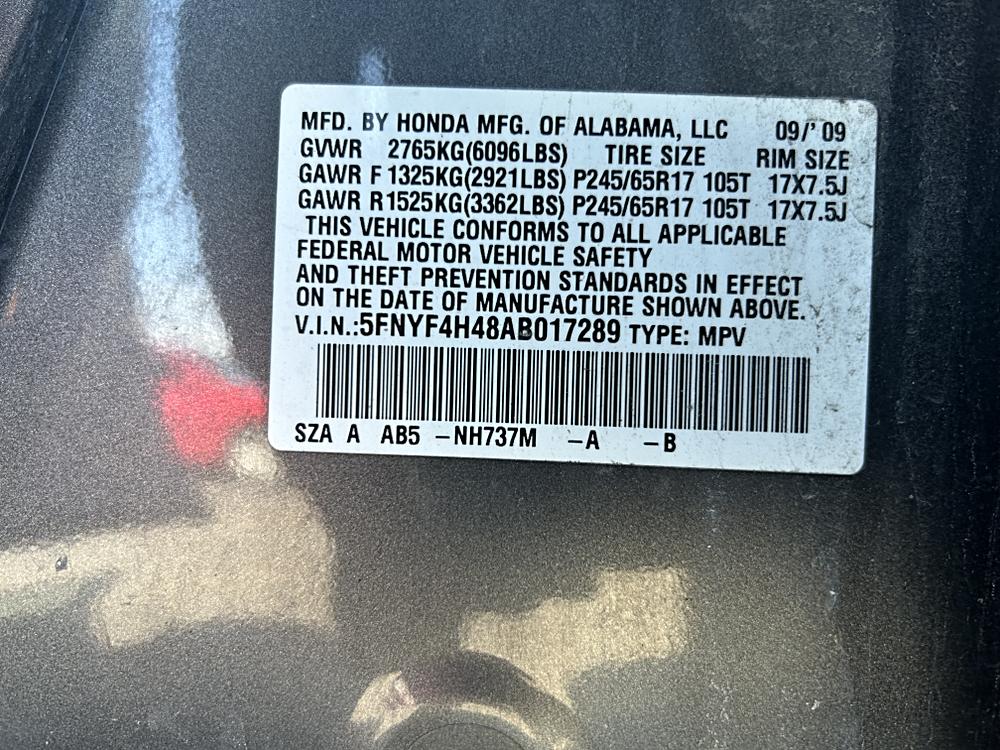 MFD. BY HONDA MFG. OF ALABAMA, LLC 09/' 09
GVWR 2765KG(6096LBS) TIRE SIZE RIM SIZE
GAWR F 1325KG(2921LBS) P245/65R17 105T 17X7.5J
GAWR R 1525KG(3362LBS) P245/65R17 105T 17X7.5J
THIS VEHICLE CONFORMS TO ALL APPLICABLE
FEDERAL MOTOR VEHICLE SAFETY
AND THEFT PREVENTION STANDARDS IN EFFECT
ON THE DATE OF MANUFACTURE SHOWN ABOVE.
V.I.N.:5FNYF4H48AB017289 TYPE: MPV
SZA A AB5 –NH737M –A –B